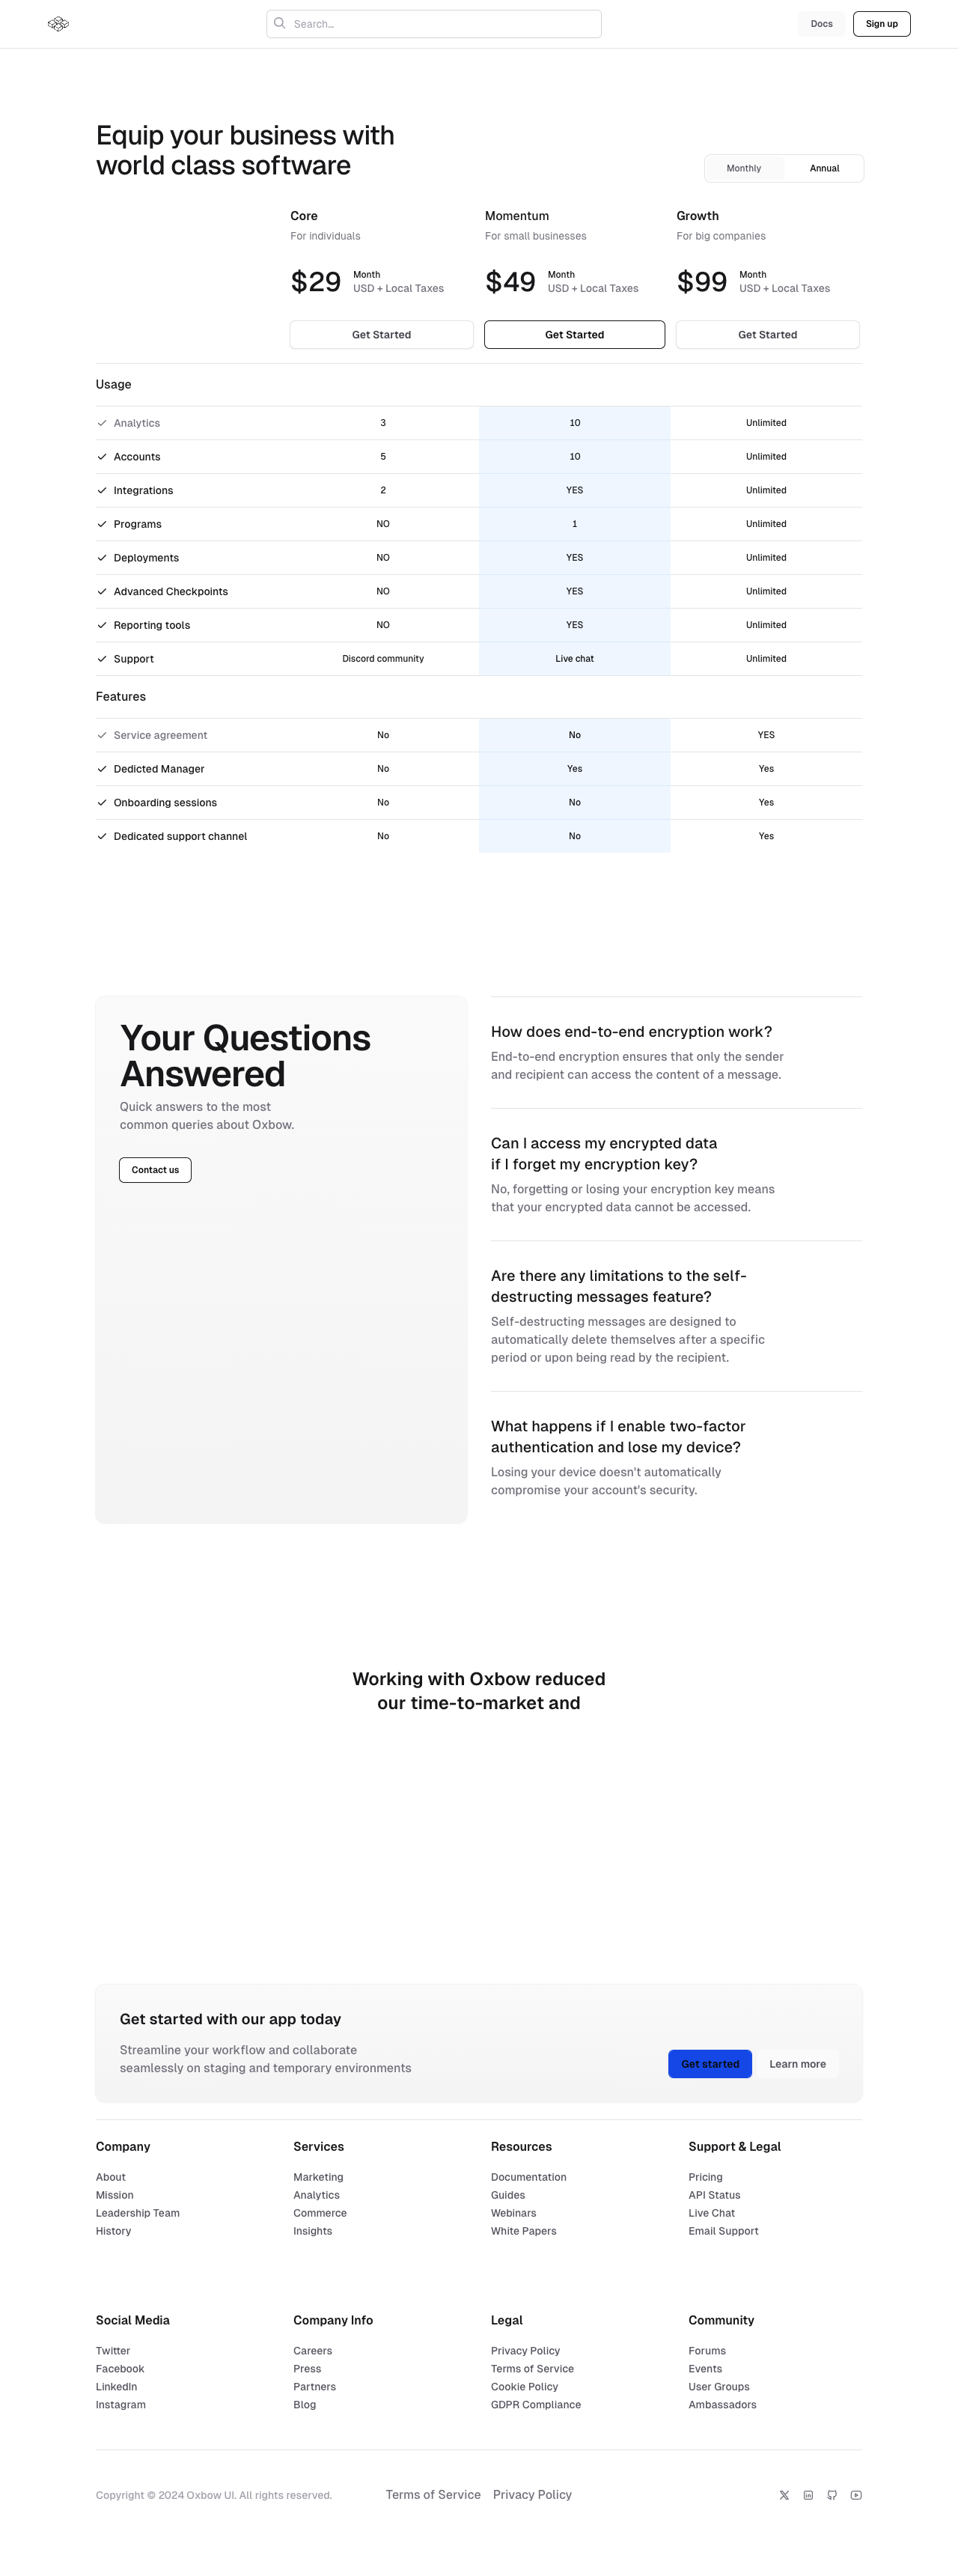 Search...
Docs
Sign up
Equip your business with
world class software
Monthly
Annual
Core
For individuals
$29
Month
USD + Local Taxes
Get Started
Momentum
For small businesses
$49
Month
USD + Local Taxes
Get Started
Growth
For big companies
$99
Month
USD + Local Taxes
Get Started
Usage
Analytics 3 10 Unlimited
Accounts 5 10 Unlimited
Integrations 2 YES Unlimited
Programs NO 1 Unlimited
Deployments NO YES Unlimited
Advanced Checkpoints NO YES Unlimited
Reporting tools NO YES Unlimited
Support Discord community Live chat Unlimited
Features
Service agreement No No YES
Dedicted Manager No Yes Yes
Onboarding sessions No No Yes
Dedicated support channel No No Yes
Your Questions
Answered
Quick answers to the most
common queries about Oxbow.
Contact us
How does end-to-end encryption work?
End-to-end encryption ensures that only the sender
and recipient can access the content of a message.
Can I access my encrypted data
if I forget my encryption key?
No, forgetting or losing your encryption key means
that your encrypted data cannot be accessed.
Are there any limitations to the self-
destructing messages feature?
Self-destructing messages are designed to
automatically delete themselves after a specific
period or upon being read by the recipient.
What happens if I enable two-factor
authentication and lose my device?
Losing your device doesn't automatically
compromise your account's security.
Working with Oxbow reduced
our time-to-market and
Get started with our app today
Streamline your workflow and collaborate
seamlessly on staging and temporary environments
Get started
Learn more
Company
About
Mission
Leadership Team
History
Services
Marketing
Analytics
Commerce
Insights
Resources
Documentation
Guides
Webinars
White Papers
Support & Legal
Pricing
API Status
Live Chat
Email Support
Social Media
Twitter
Facebook
LinkedIn
Instagram
Company Info
Careers
Press
Partners
Blog
Legal
Privacy Policy
Terms of Service
Cookie Policy
GDPR Compliance
Community
Forums
Events
User Groups
Ambassadors
Copyright © 2024 Oxbow UI. All rights reserved.
Terms of Service
Privacy Policy